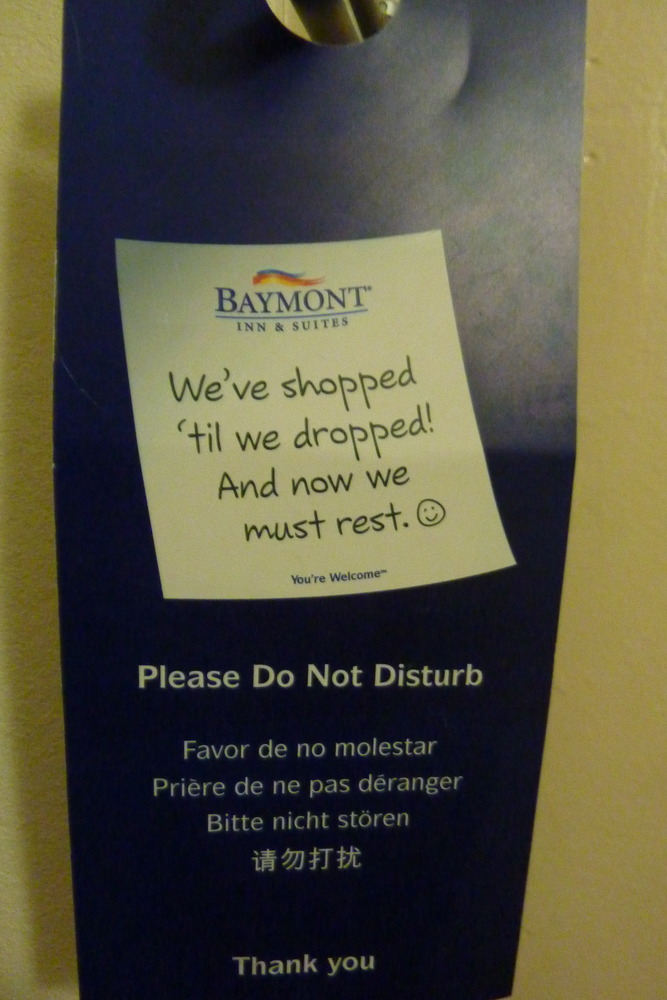 BAYMONT®
INN & SUITES
We've shopped
'til we dropped!
And now we
must rest. ☺
You're Welcome℠
Please Do Not Disturb
Favor de no molestar
Prière de ne pas déranger
Bitte nicht stören
请勿打扰
Thank you